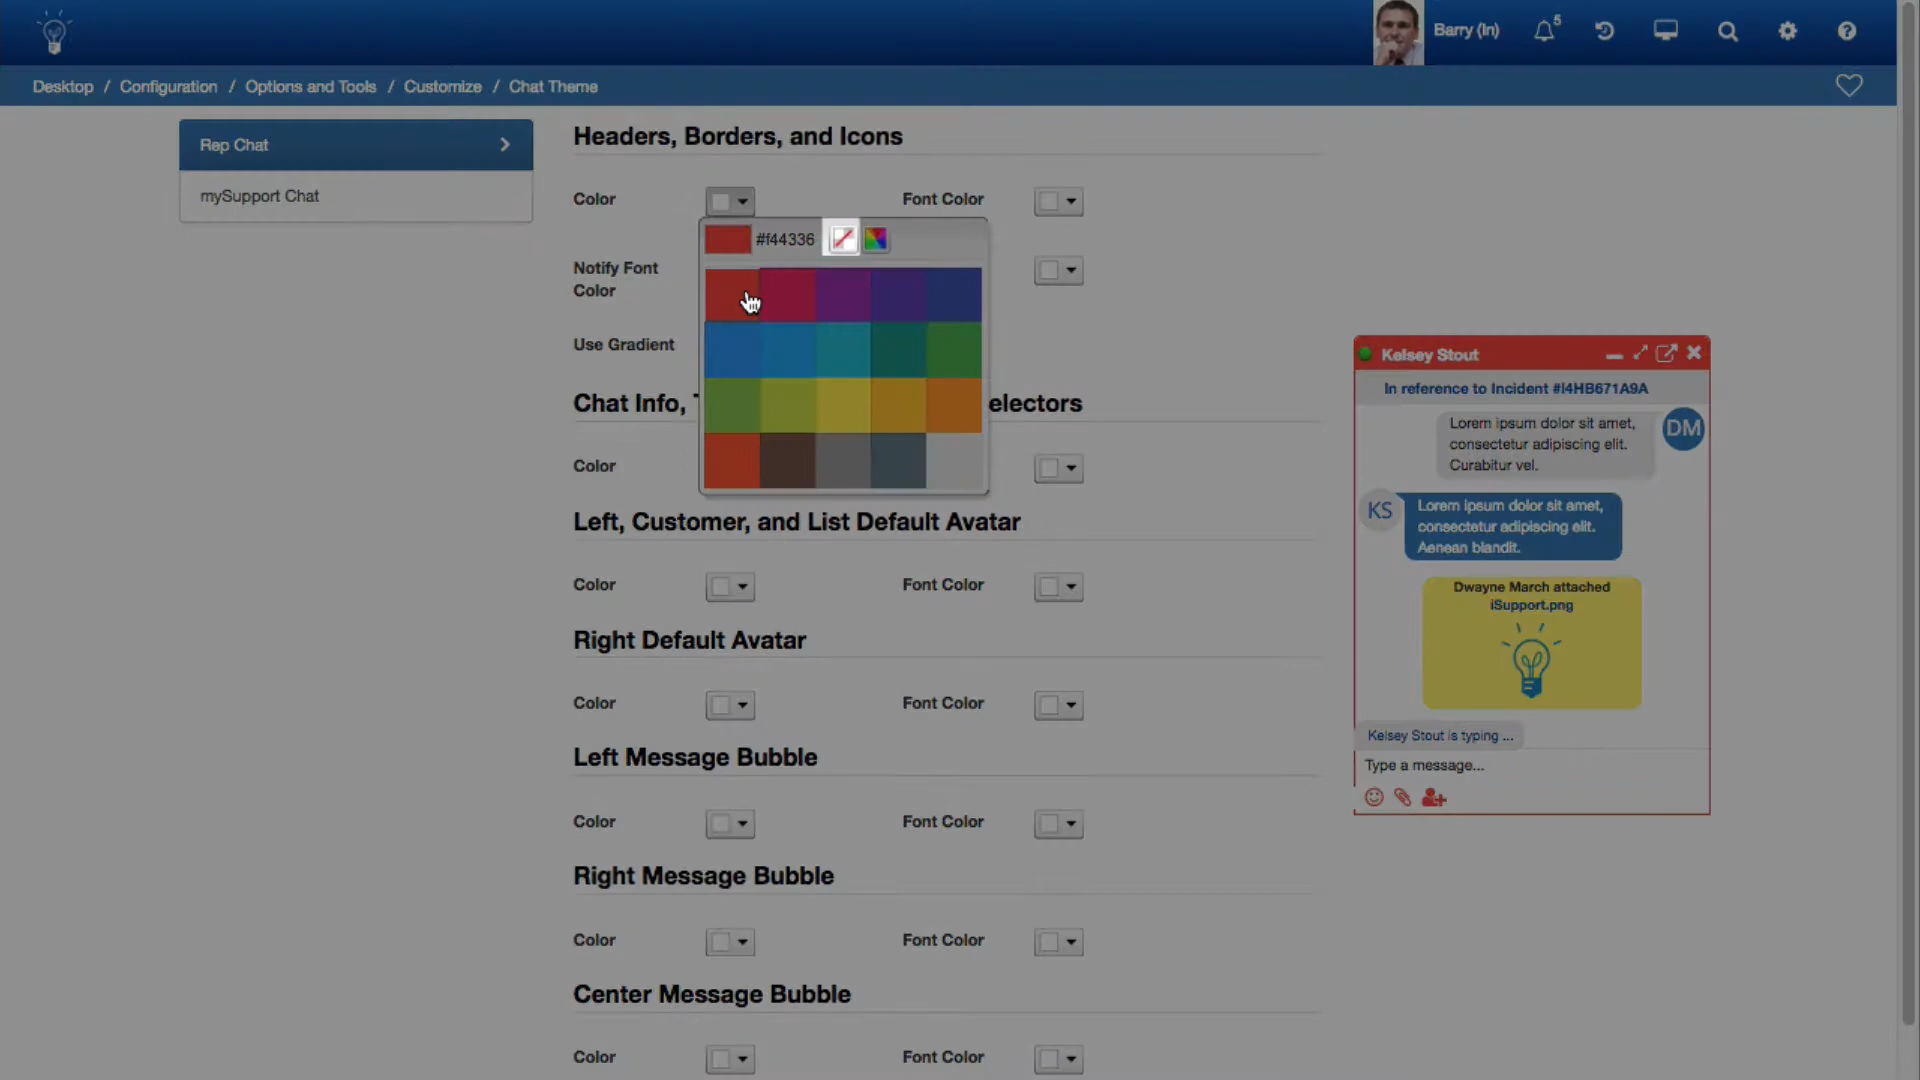 Barry (In)
5
Desktop / Configuration / Options and Tools / Customize / Chat Theme
Rep Chat
mySupport Chat
Headers, Borders, and Icons
Color
Font Color
#f44336
Notify Font
Color
Use Gradient
Chat Info,
electors
Color
Left, Customer, and List Default Avatar
Color
Font Color
Right Default Avatar
Color
Font Color
Left Message Bubble
Color
Font Color
Right Message Bubble
Color
Font Color
Center Message Bubble
Color
Font Color
Kelsey Stout
In reference to Incident #I4HB671A9A
Lorem ipsum dolor sit amet,
consectetur adipiscing elit.
Curabitur vel.
DM
KS
Lorem ipsum dolor sit amet,
consectetur adipiscing elit.
Aenean blandit.
Dwayne March attached
iSupport.png
Kelsey Stout is typing ...
Type a message...